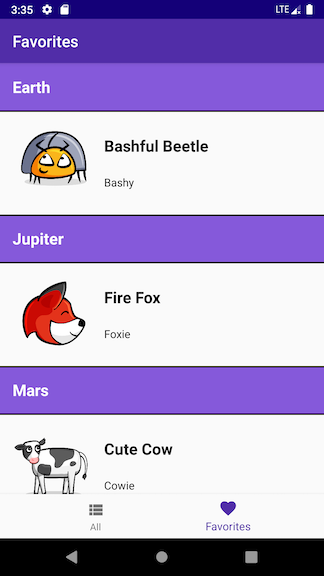 3:35
LTE
Favorites
Earth
Bashful Beetle
Bashy
Jupiter
Fire Fox
Foxie
Mars
Cute Cow
Cowie
All
Favorites